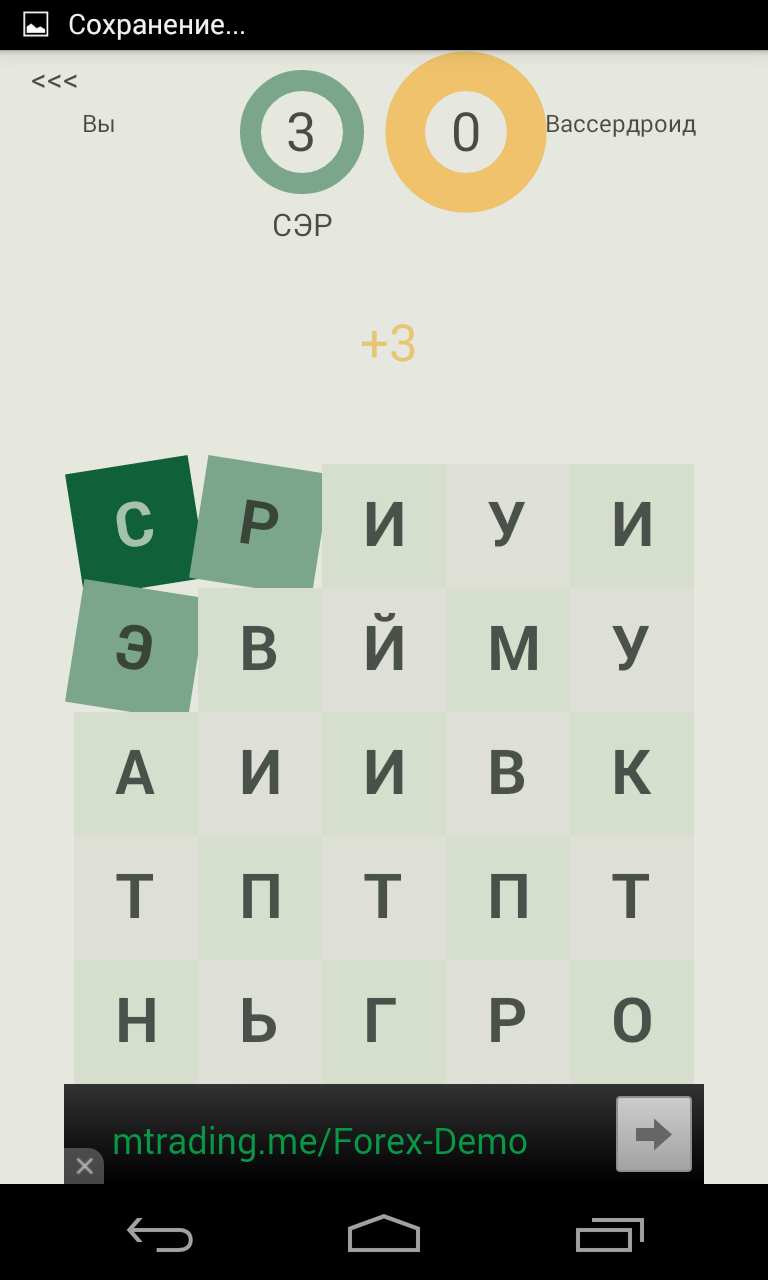 Сохранение...
<<<
Вы 3 0 Вассердроид
СЭР
+3
С Р И У И
Э В Й М У
А И И В К
Т П Т П Т
Н Ь Г Р О
mtrading.me/Forex-Demo